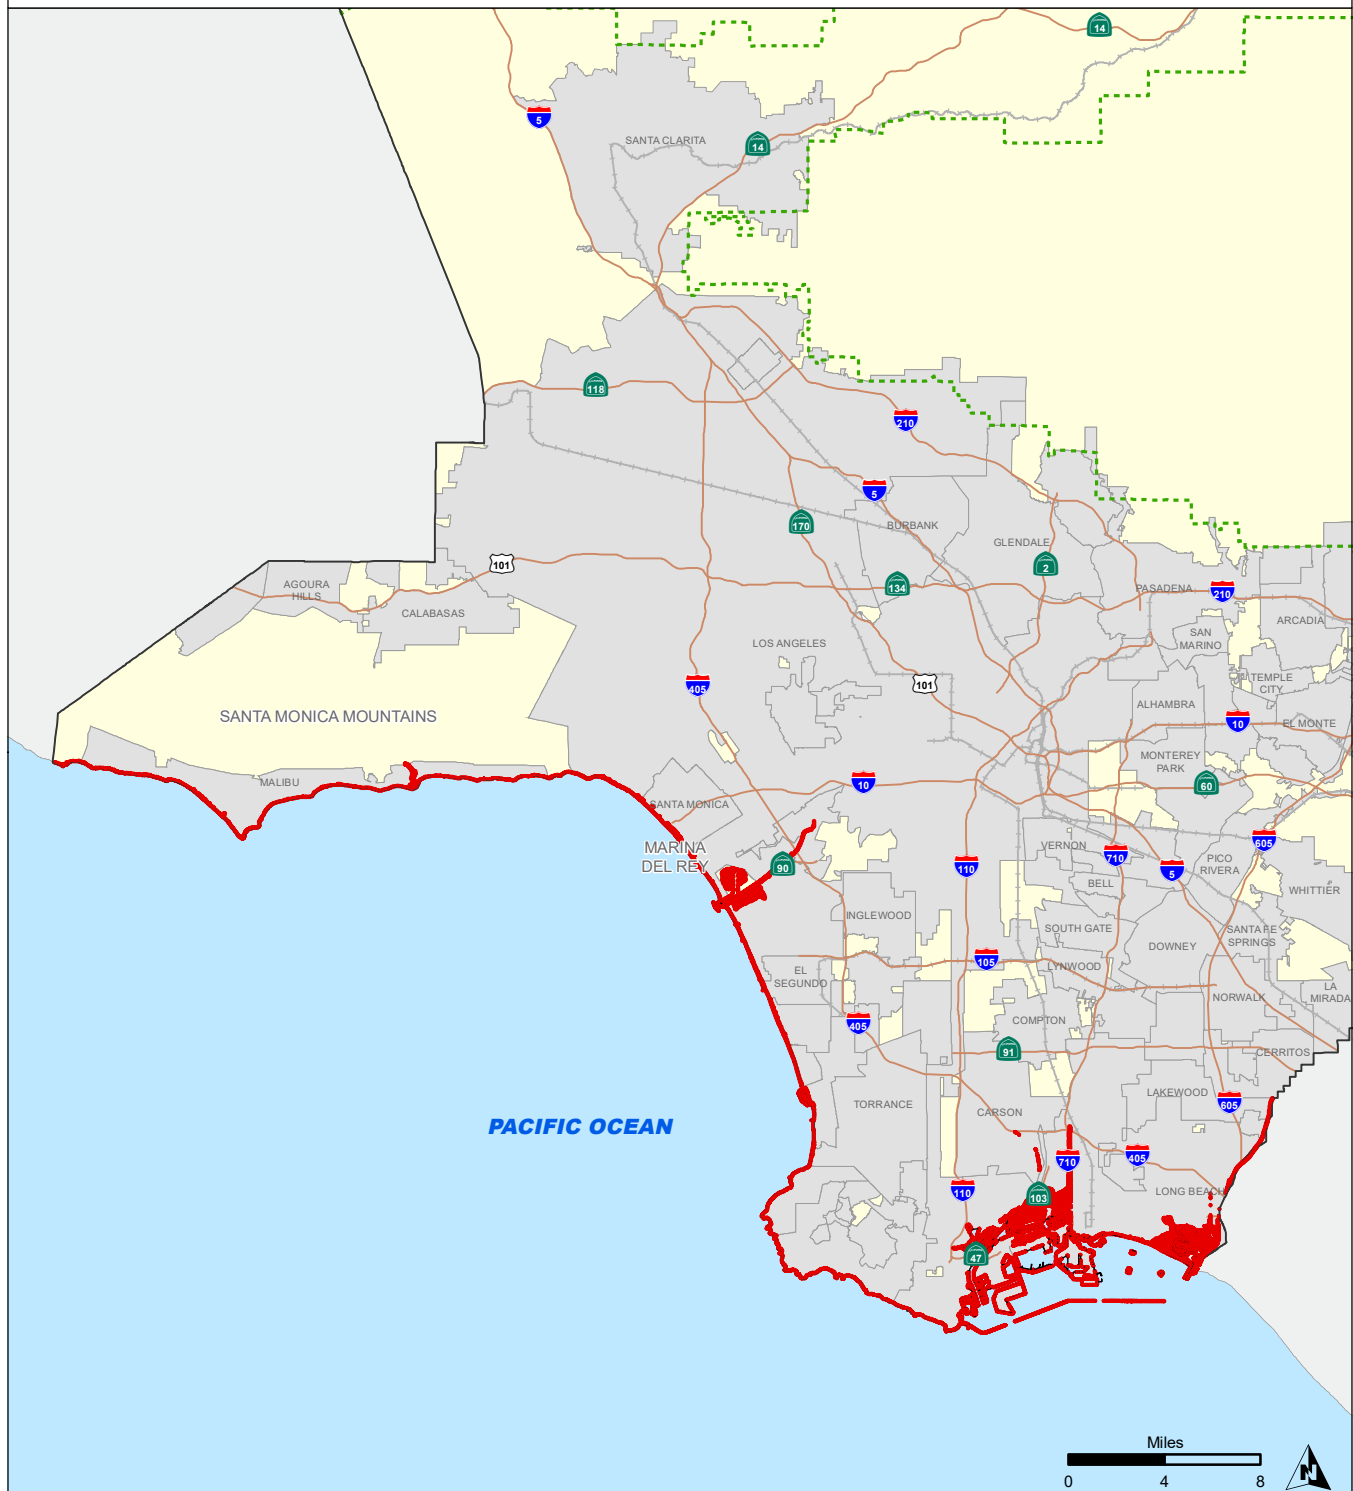 14
5
SANTA CLARITA
14
118
210
5
170
BURBANK
GLENDALE
2
101
134
AGOURA
HILLS
CALABASAS
PASADENA
210
ARCADIA
SAN
MARINO
LOS ANGELES
405
101
TEMPLE
CITY
ALHAMBRA
SANTA MONICA MOUNTAINS
10
EL MONTE
MONTEREY
PARK
60
MALIBU
10
SANTA MONICA
MARINA
DEL REY
90
110
VERNON
710
605
5
PICO
RIVERA
BELL
WHITTIER
INGLEWOOD
SOUTH GATE
DOWNEY
SANTA FE
SPRINGS
105
LYNWOOD
EL
SEGUNDO
NORWALK
LA
MIRADA
405
COMPTON
91
CERRITOS
LAKEWOOD
605
TORRANCE
CARSON
PACIFIC OCEAN
710
405
110
103
LONG BEACH
47
Miles
0 4 8
N